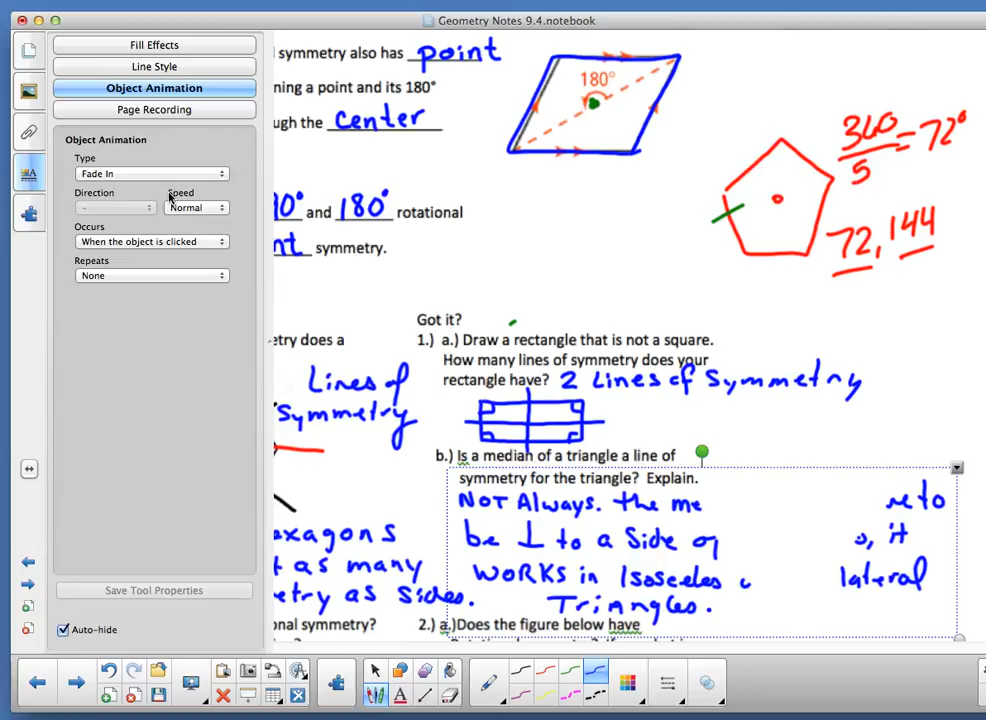 Geometry Notes 9.4.notebook
Fill Effects
Line Style
Object Animation
Page Recording
Object Animation
Type
Fade In
Direction
Speed
-
Normal
Occurs
When the object is clicked
Repeats
None
Save Tool Properties
Auto-hide
symmetry also has point
ning a point and its 180°
ugh the center
180°
360/5 = 72°
72, 144
and 180° rotational
symmetry.
etry does a
Lines of
Symmetry
Got it?
1.) a.) Draw a rectangle that is not a square.
How many lines of symmetry does your
rectangle have? 2 Lines of Symmetry
b.) Is a median of a triangle a line of
symmetry for the triangle? Explain.
NOT Always. the me
to
be ⊥ to a Side of
it
WORKS in Isosceles
lateral
Triangles.
exagons
t as many
etry as Sides.
onal symmetry?
2.) a.)Does the figure below have